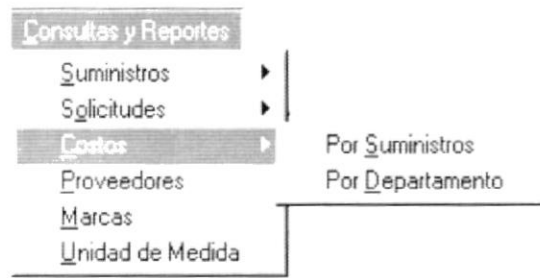 Consultas y Reportes
Suministros
Solicitudes
Costos
Por Suministros
Por Departamento
Proveedores
Marcas
Unidad de Medida